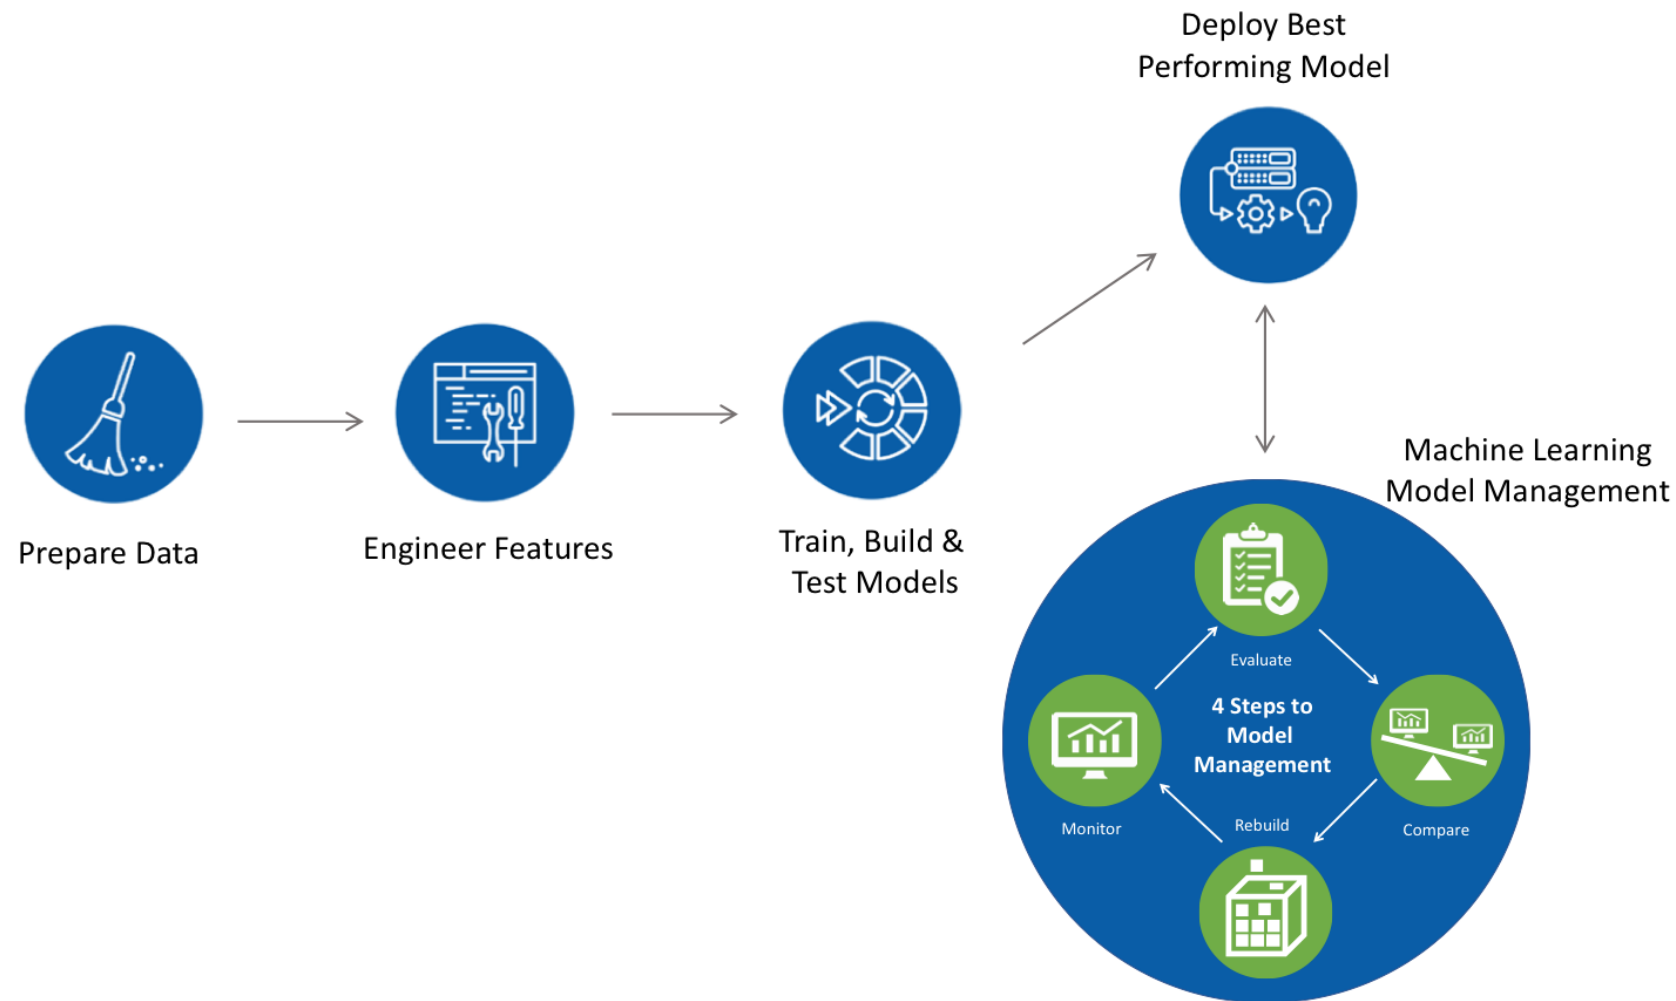 Deploy Best
Performing Model
Prepare Data
Engineer Features
Train, Build &
Test Models
Machine Learning
Model Management
Evaluate
4 Steps to
Model
Management
Monitor
Rebuild
Compare